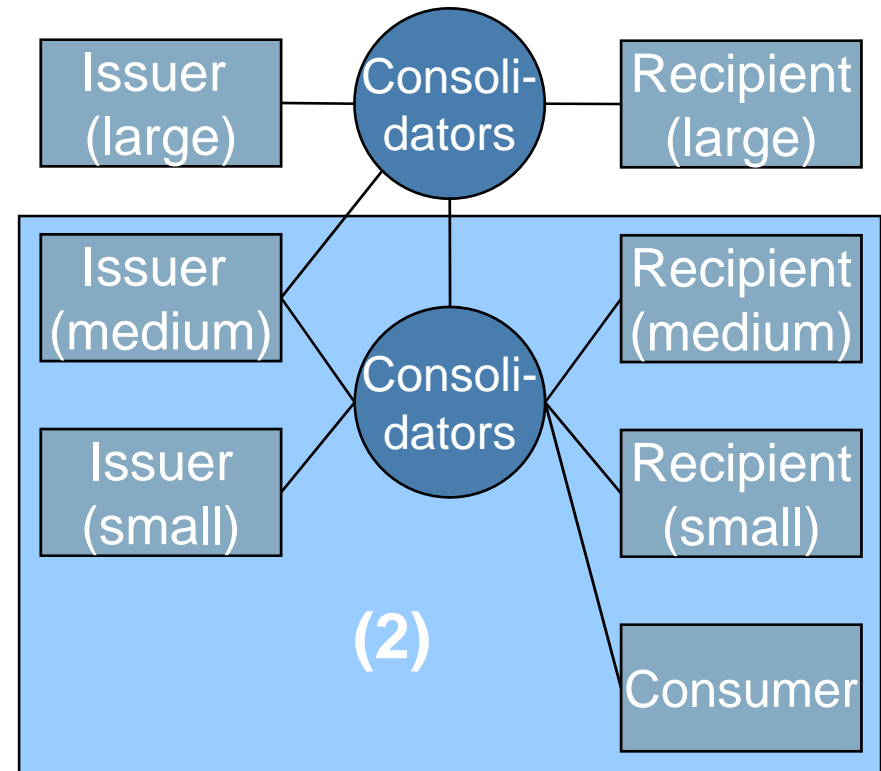 Issuer
(large)
Consoli-
dators
Recipient
(large)
Issuer
(medium)
Consoli-
dators
Recipient
(medium)
Issuer
(small)
Recipient
(small)
(2)
Consumer